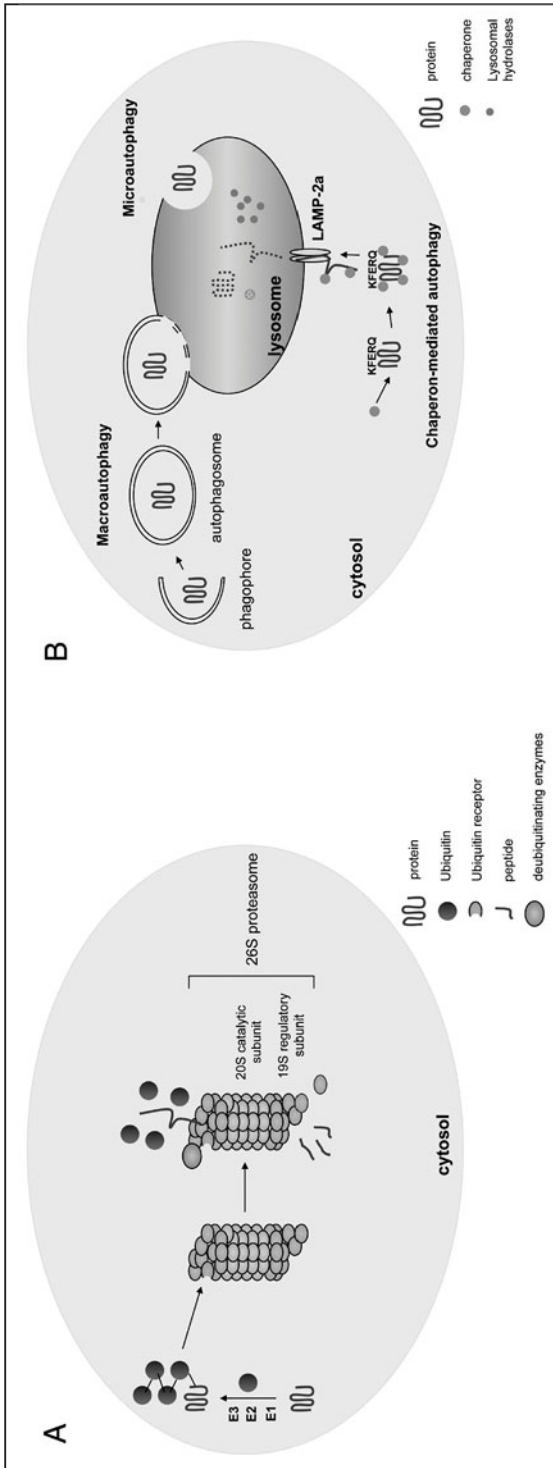 A
E3
E2
E1
26S proteasome
20S catalytic
subunit
19S regulatory
subunit
cytosol
protein
Ubiquitin
Ubiquitin receptor
peptide
deubiquitinating enzymes
B
Macroautophagy
phagophore
autophagosome
Microautophagy
lysosome
LAMP-2a
KFERQ
KFERQ
Chaperon-mediated autophagy
cytosol
protein
chaperone
Lysosomal
hydrolases